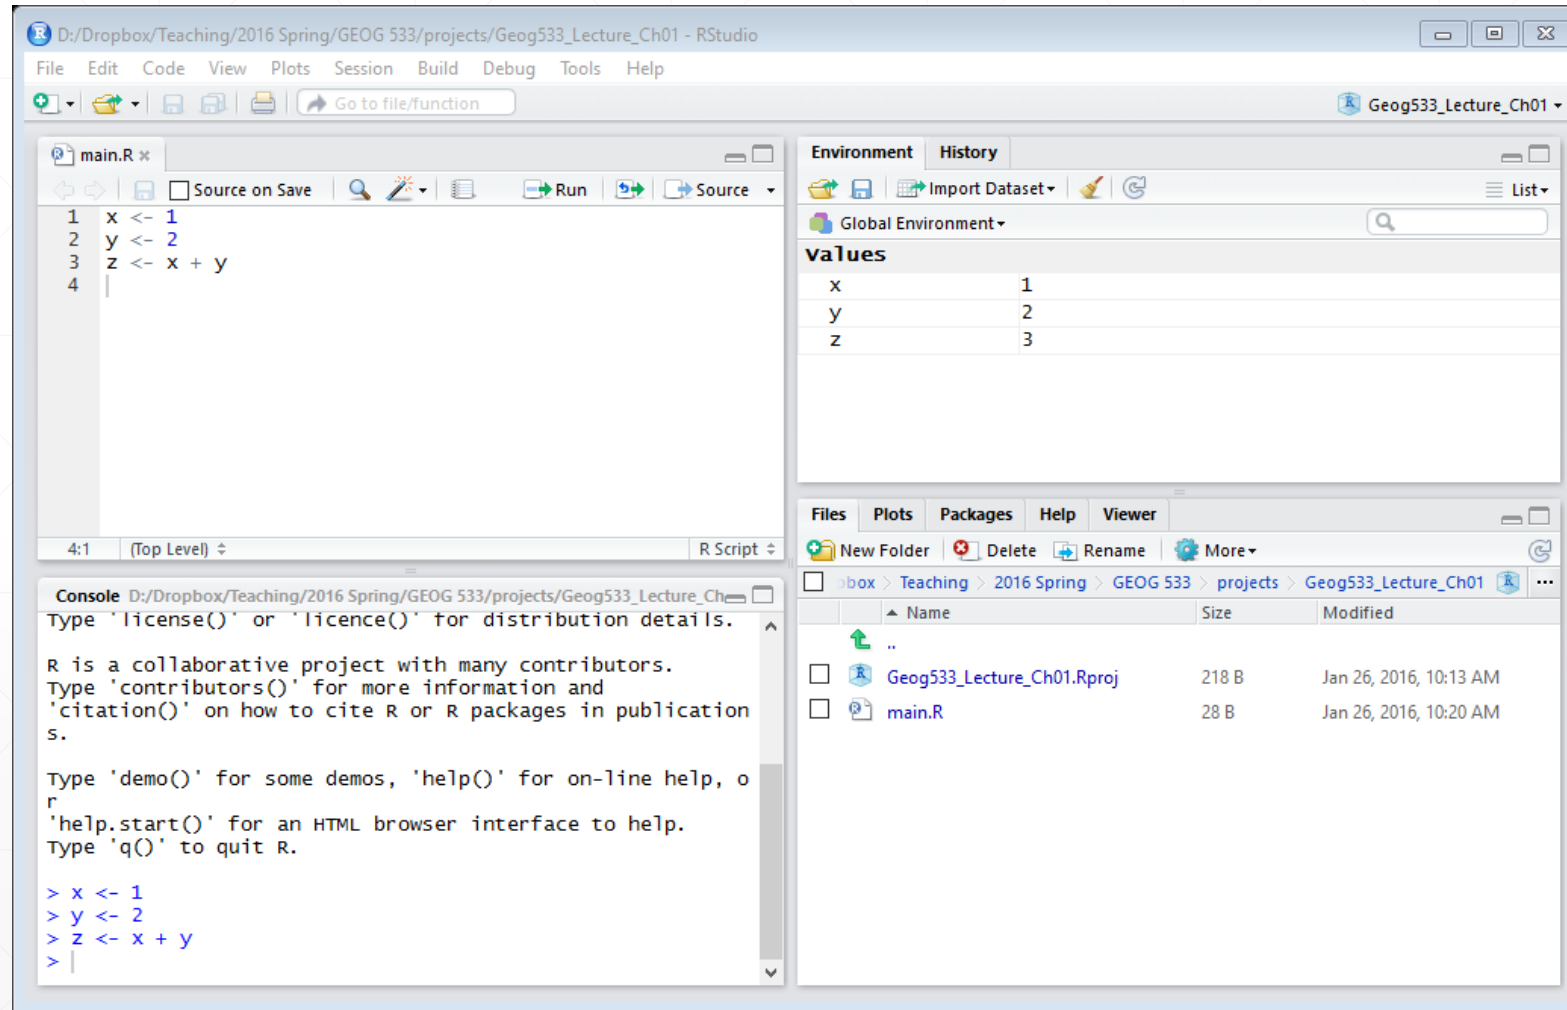 D:/Dropbox/Teaching/2016 Spring/GEOG 533/projects/Geog533_Lecture_Ch01 - RStudio
File Edit Code View Plots Session Build Debug Tools Help
Go to file/function
Geog533_Lecture_Ch01
main.R
Source on Save Run Source
1 x <- 1
2 y <- 2
3 z <- x + y
4
4:1 (Top Level) R Script
Console D:/Dropbox/Teaching/2016 Spring/GEOG 533/projects/Geog533_Lecture_Ch
Type 'license()' or 'licence()' for distribution details.
R is a collaborative project with many contributors.
Type 'contributors()' for more information and
'citation()' on how to cite R or R packages in publication
s.
Type 'demo()' for some demos, 'help()' for on-line help, o
r
'help.start()' for an HTML browser interface to help.
Type 'q()' to quit R.
> x <- 1
> y <- 2
> z <- x + y
>
Environment History
Import Dataset List
Global Environment
Values
x 1
y 2
z 3
Files Plots Packages Help Viewer
New Folder Delete Rename More
box > Teaching > 2016 Spring > GEOG 533 > projects > Geog533_Lecture_Ch01 ...
Name Size Modified
..
Geog533_Lecture_Ch01.Rproj 218 B Jan 26, 2016, 10:13 AM
main.R 28 B Jan 26, 2016, 10:20 AM